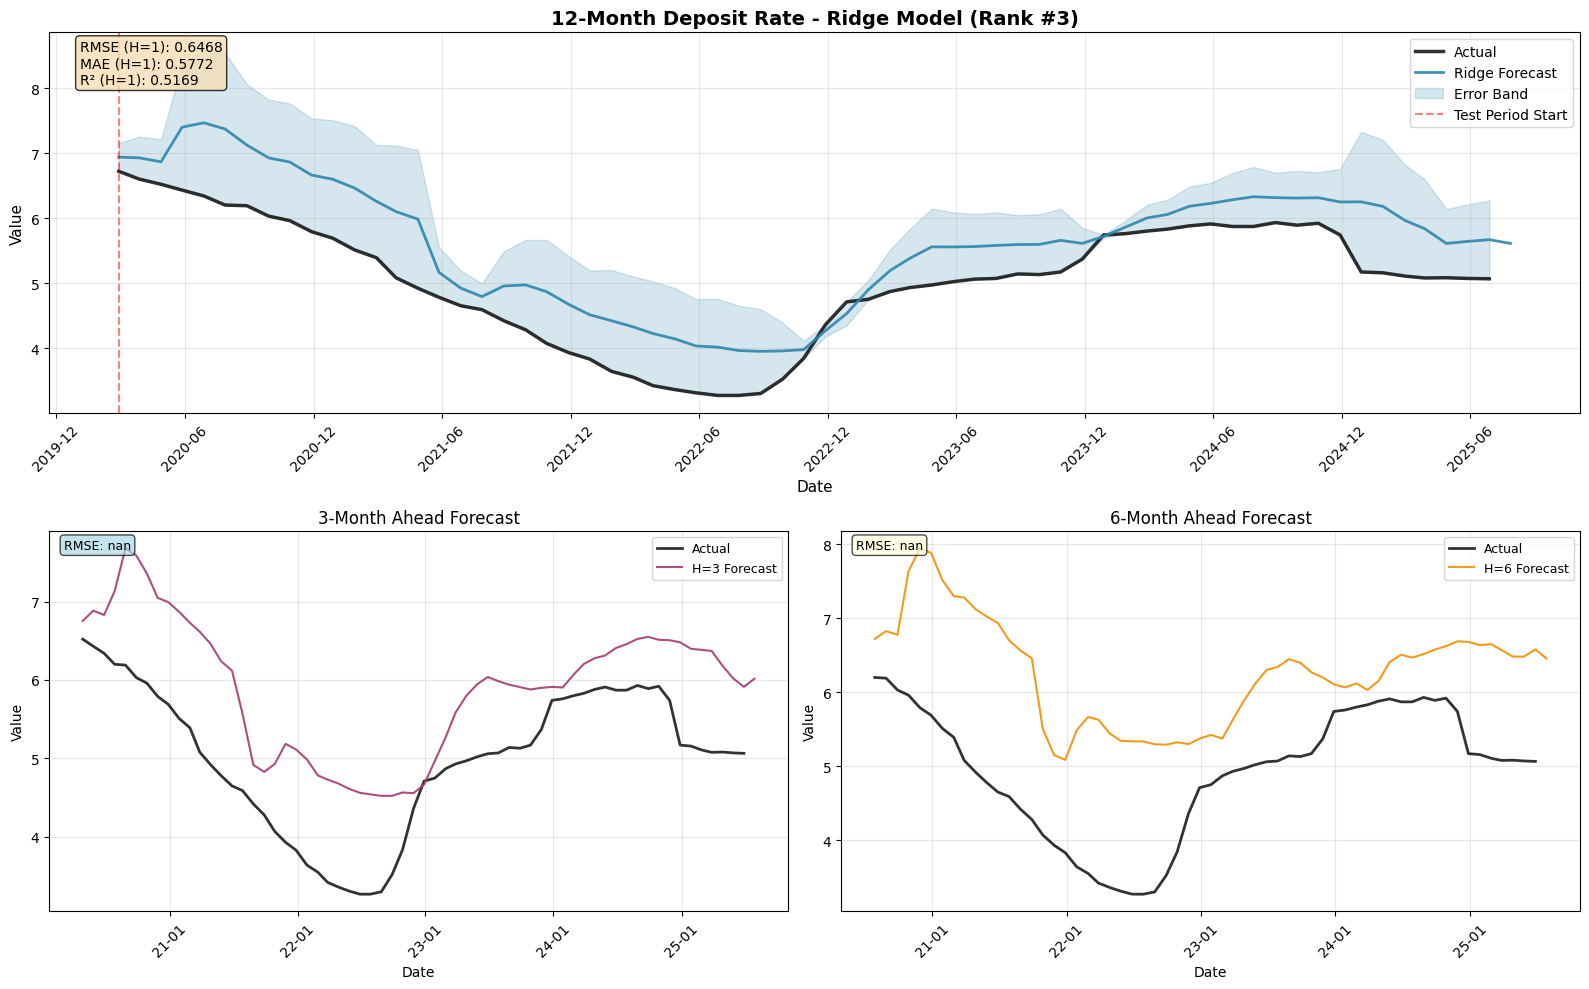 12-Month Deposit Rate - Ridge Model (Rank #3)
RMSE (H=1): 0.6468
MAE (H=1): 0.5772
R² (H=1): 0.5169
Actual
Ridge Forecast
Error Band
Test Period Start
Value
8
7
6
5
4
2019-12
2020-06
2020-12
2021-06
2021-12
2022-06
2022-12
2023-06
2023-12
2024-06
2024-12
2025-06
Date
3-Month Ahead Forecast
RMSE: nan
Actual
H=3 Forecast
Value
7
6
5
4
21-01
22-01
23-01
24-01
25-01
Date
6-Month Ahead Forecast
RMSE: nan
Actual
H=6 Forecast
Value
8
7
6
5
4
21-01
22-01
23-01
24-01
25-01
Date